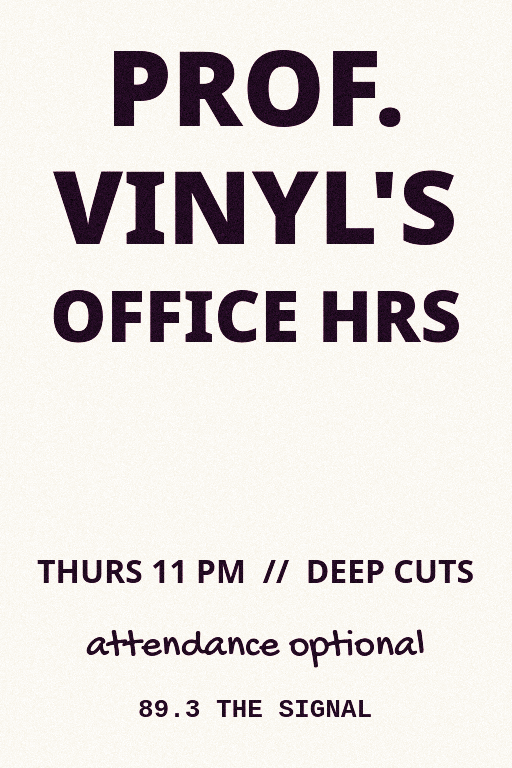 PROF.
VINYL'S
OFFICE HRS
THURS 11 PM // DEEP CUTS
attendance optional
89.3 THE SIGNAL